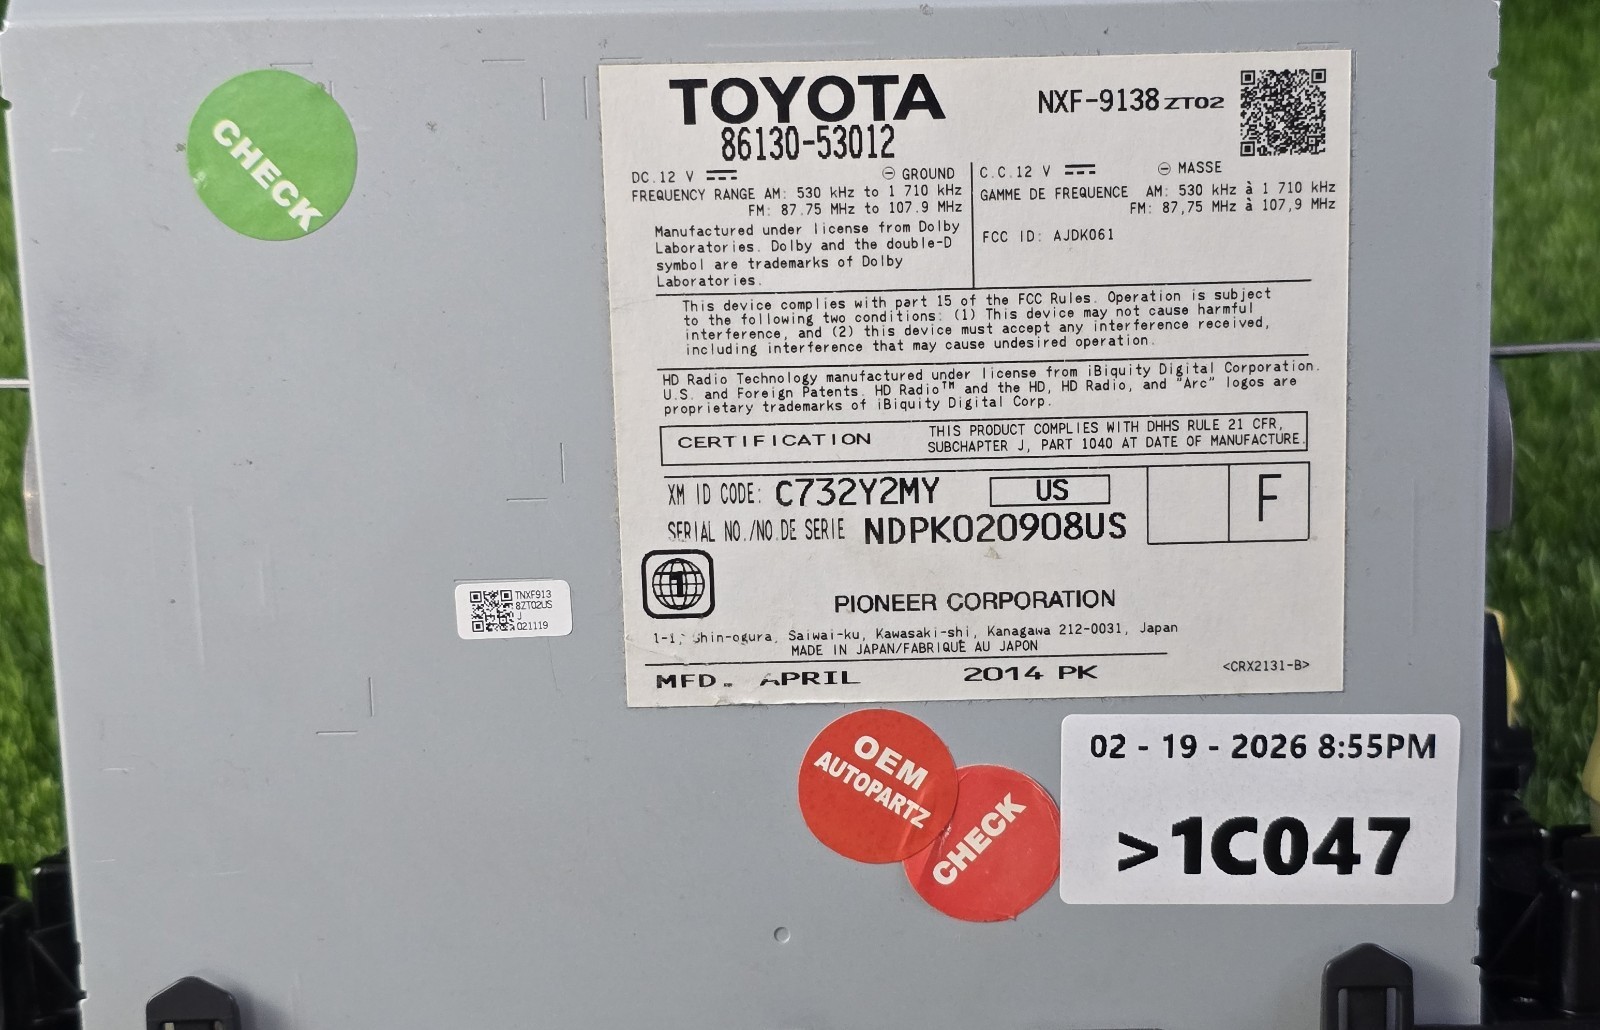 CHECK
TOYOTA
86130-53012
NXF-9138 ZT02
DC.12 V ⊖ GROUND
FREQUENCY RANGE AM: 530 kHz to 1 710 kHz
FM: 87.75 MHz to 107.9 MHz
Manufactured under license from Dolby
Laboratories. Dolby and the double-D
symbol are trademarks of Dolby
Laboratories.
C.C.12 V ⊖ MASSE
GAMME DE FREQUENCE AM: 530 kHz à 1 710 kHz
FM: 87,75 MHz à 107,9 MHz
FCC ID: AJDK061
This device complies with part 15 of the FCC Rules. Operation is subject
to the following two conditions: (1) This device may not cause harmful
interference, and (2) this device must accept any interference received,
including interference that may cause undesired operation.
HD Radio Technology manufactured under license from iBiquity Digital Corporation.
U.S. and Foreign Patents. HD Radio™ and the HD, HD Radio, and "Arc" logos are
proprietary trademarks of iBiquity Digital Corp.
CERTIFICATION
THIS PRODUCT COMPLIES WITH DHHS RULE 21 CFR,
SUBCHAPTER J, PART 1040 AT DATE OF MANUFACTURE.
XM ID CODE: C732Y2MY US
F
SERIAL NO./NO.DE SERIE NDPK020908US
1
PIONEER CORPORATION
1-1, Shin-ogura, Saiwai-ku, Kawasaki-shi, Kanagawa 212-0031, Japan
MADE IN JAPAN/FABRIQUÉ AU JAPON
MFD. APRIL 2014 PK
<CRX2131-B>
TNXF913
8ZT02US
J
021119
OEM
AUTOPARTZ
CHECK
02 - 19 - 2026 8:55PM
>1C047